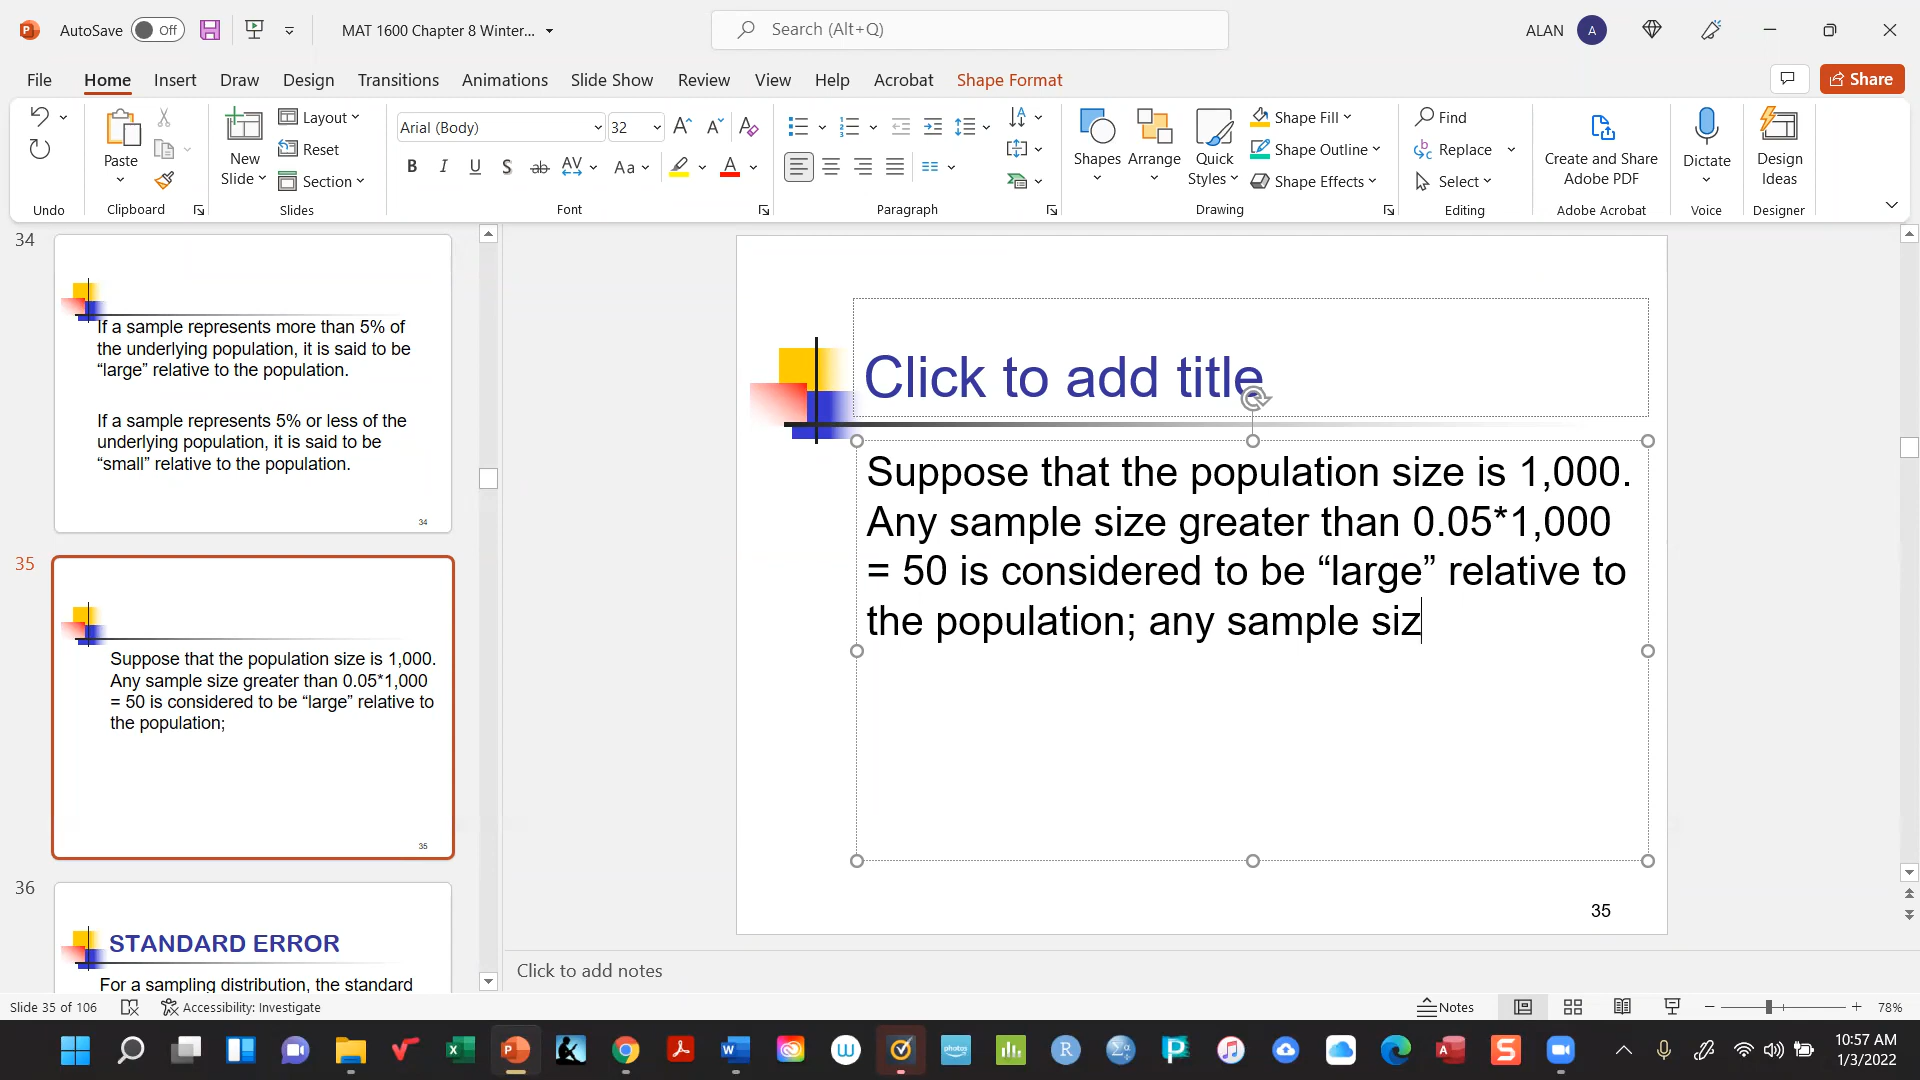 AutoSave Off MAT 1600 Chapter 8 Winter... Search (Alt+Q) ALAN A
File Home Insert Draw Design Transitions Animations Slide Show Review View Help Acrobat Shape Format Share
Paste
New Slide
Layout
Reset
Section
Arial (Body) 32
B I U S ab AV Aa A
Shapes
Arrange
Quick Styles
Shape Fill
Shape Outline
Shape Effects
Find
Replace
Select
Create and Share Adobe PDF
Dictate
Design Ideas
Undo Clipboard Slides Font Paragraph Drawing Editing Adobe Acrobat Voice Designer
34
If a sample represents more than 5% of
the underlying population, it is said to be
“large” relative to the population.
If a sample represents 5% or less of the
underlying population, it is said to be
“small” relative to the population.
34
35
Suppose that the population size is 1,000.
Any sample size greater than 0.05*1,000
= 50 is considered to be “large” relative to
the population;
35
36
STANDARD ERROR
For a sampling distribution, the standard
Click to add title
Suppose that the population size is 1,000.
Any sample size greater than 0.05*1,000
= 50 is considered to be “large” relative to
the population; any sample siz
35
Click to add notes
Slide 35 of 106 Accessibility: Investigate Notes 78%
10:57 AM
1/3/2022